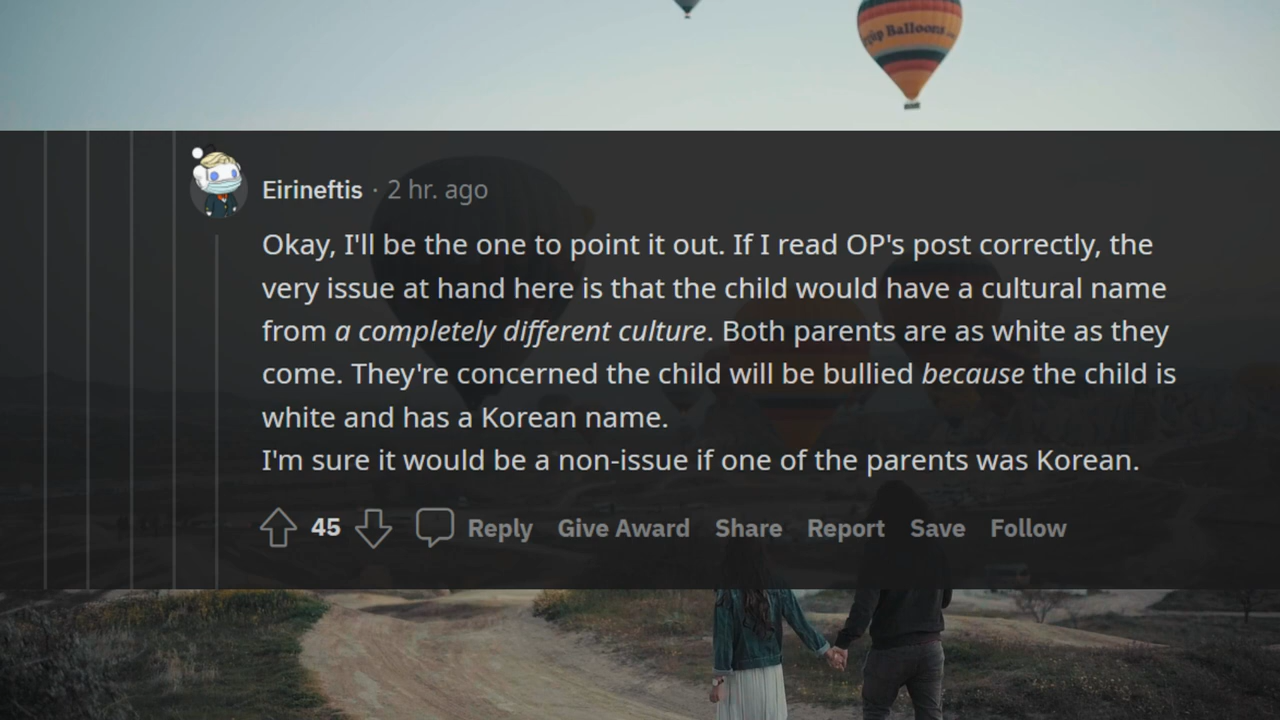 Balloons
Eirineftis · 2 hr. ago
Okay, I'll be the one to point it out. If I read OP's post correctly, the
very issue at hand here is that the child would have a cultural name
from a completely different culture. Both parents are as white as they
come. They're concerned the child will be bullied because the child is
white and has a Korean name.
I'm sure it would be a non-issue if one of the parents was Korean.
45 Reply Give Award Share Report Save Follow